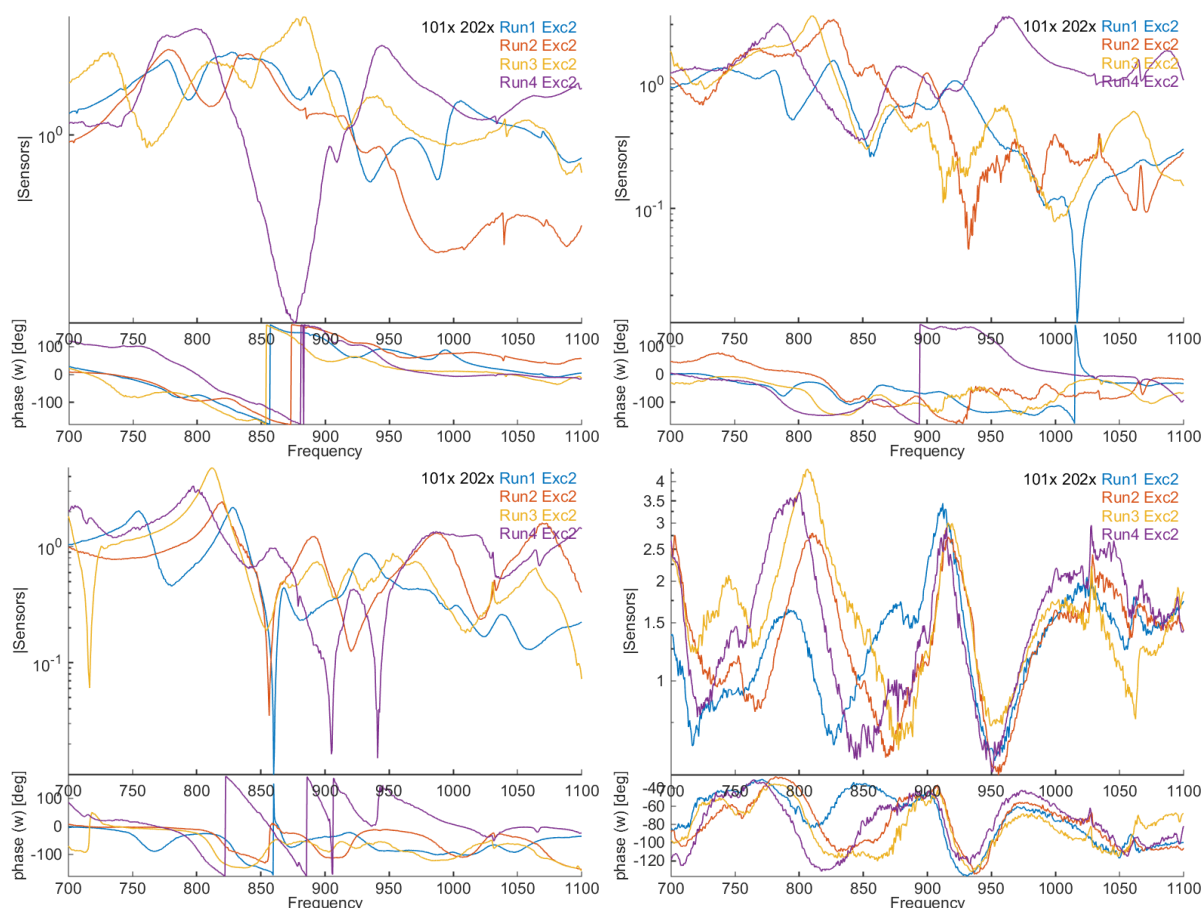 101x 202x Run1 Exc2
Run2 Exc2
Run3 Exc2
Run4 Exc2
10^0
|Sensors|
700 750 800 850 900 950 1000 1050 1100
100
0
-100
phase (w) [deg]
700 750 800 850 900 950 1000 1050 1100
Frequency
101x 202x Run1 Exc2
Run2 Exc2
Run3 Exc2
Run4 Exc2
10^0
10^-1
|Sensors|
700 750 800 850 900 950 1000 1050 1100
100
0
-100
phase (w) [deg]
700 750 800 850 900 950 1000 1050 1100
Frequency
101x 202x Run1 Exc2
Run2 Exc2
Run3 Exc2
Run4 Exc2
10^0
10^-1
|Sensors|
700 750 800 850 900 950 1000 1050 1100
100
0
-100
phase (w) [deg]
700 750 800 850 900 950 1000 1050 1100
Frequency
101x 202x Run1 Exc2
Run2 Exc2
Run3 Exc2
Run4 Exc2
4
3.5
3
2.5
2
1.5
1
|Sensors|
700 750 800 850 900 950 1000 1050 1100
-40
-60
-80
-100
-120
phase (w) [deg]
700 750 800 850 900 950 1000 1050 1100
Frequency